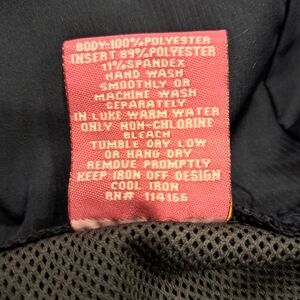 BODY:100%POLYESTER
INSERT 89%POLYESTER
11%SPANDEX
HAND WASH
SMOOTHLY OR
MACHINE WASH
SEPARATELY
IN LUKE WARM WATER
ONLY NON-CHLORINE
BLEACH
TUMBLE DRY LOW
OR HANG DRY
REMOVE PROMPTLY
KEEP IRON OFF DESIGN
COOL IRON
RN# 114166